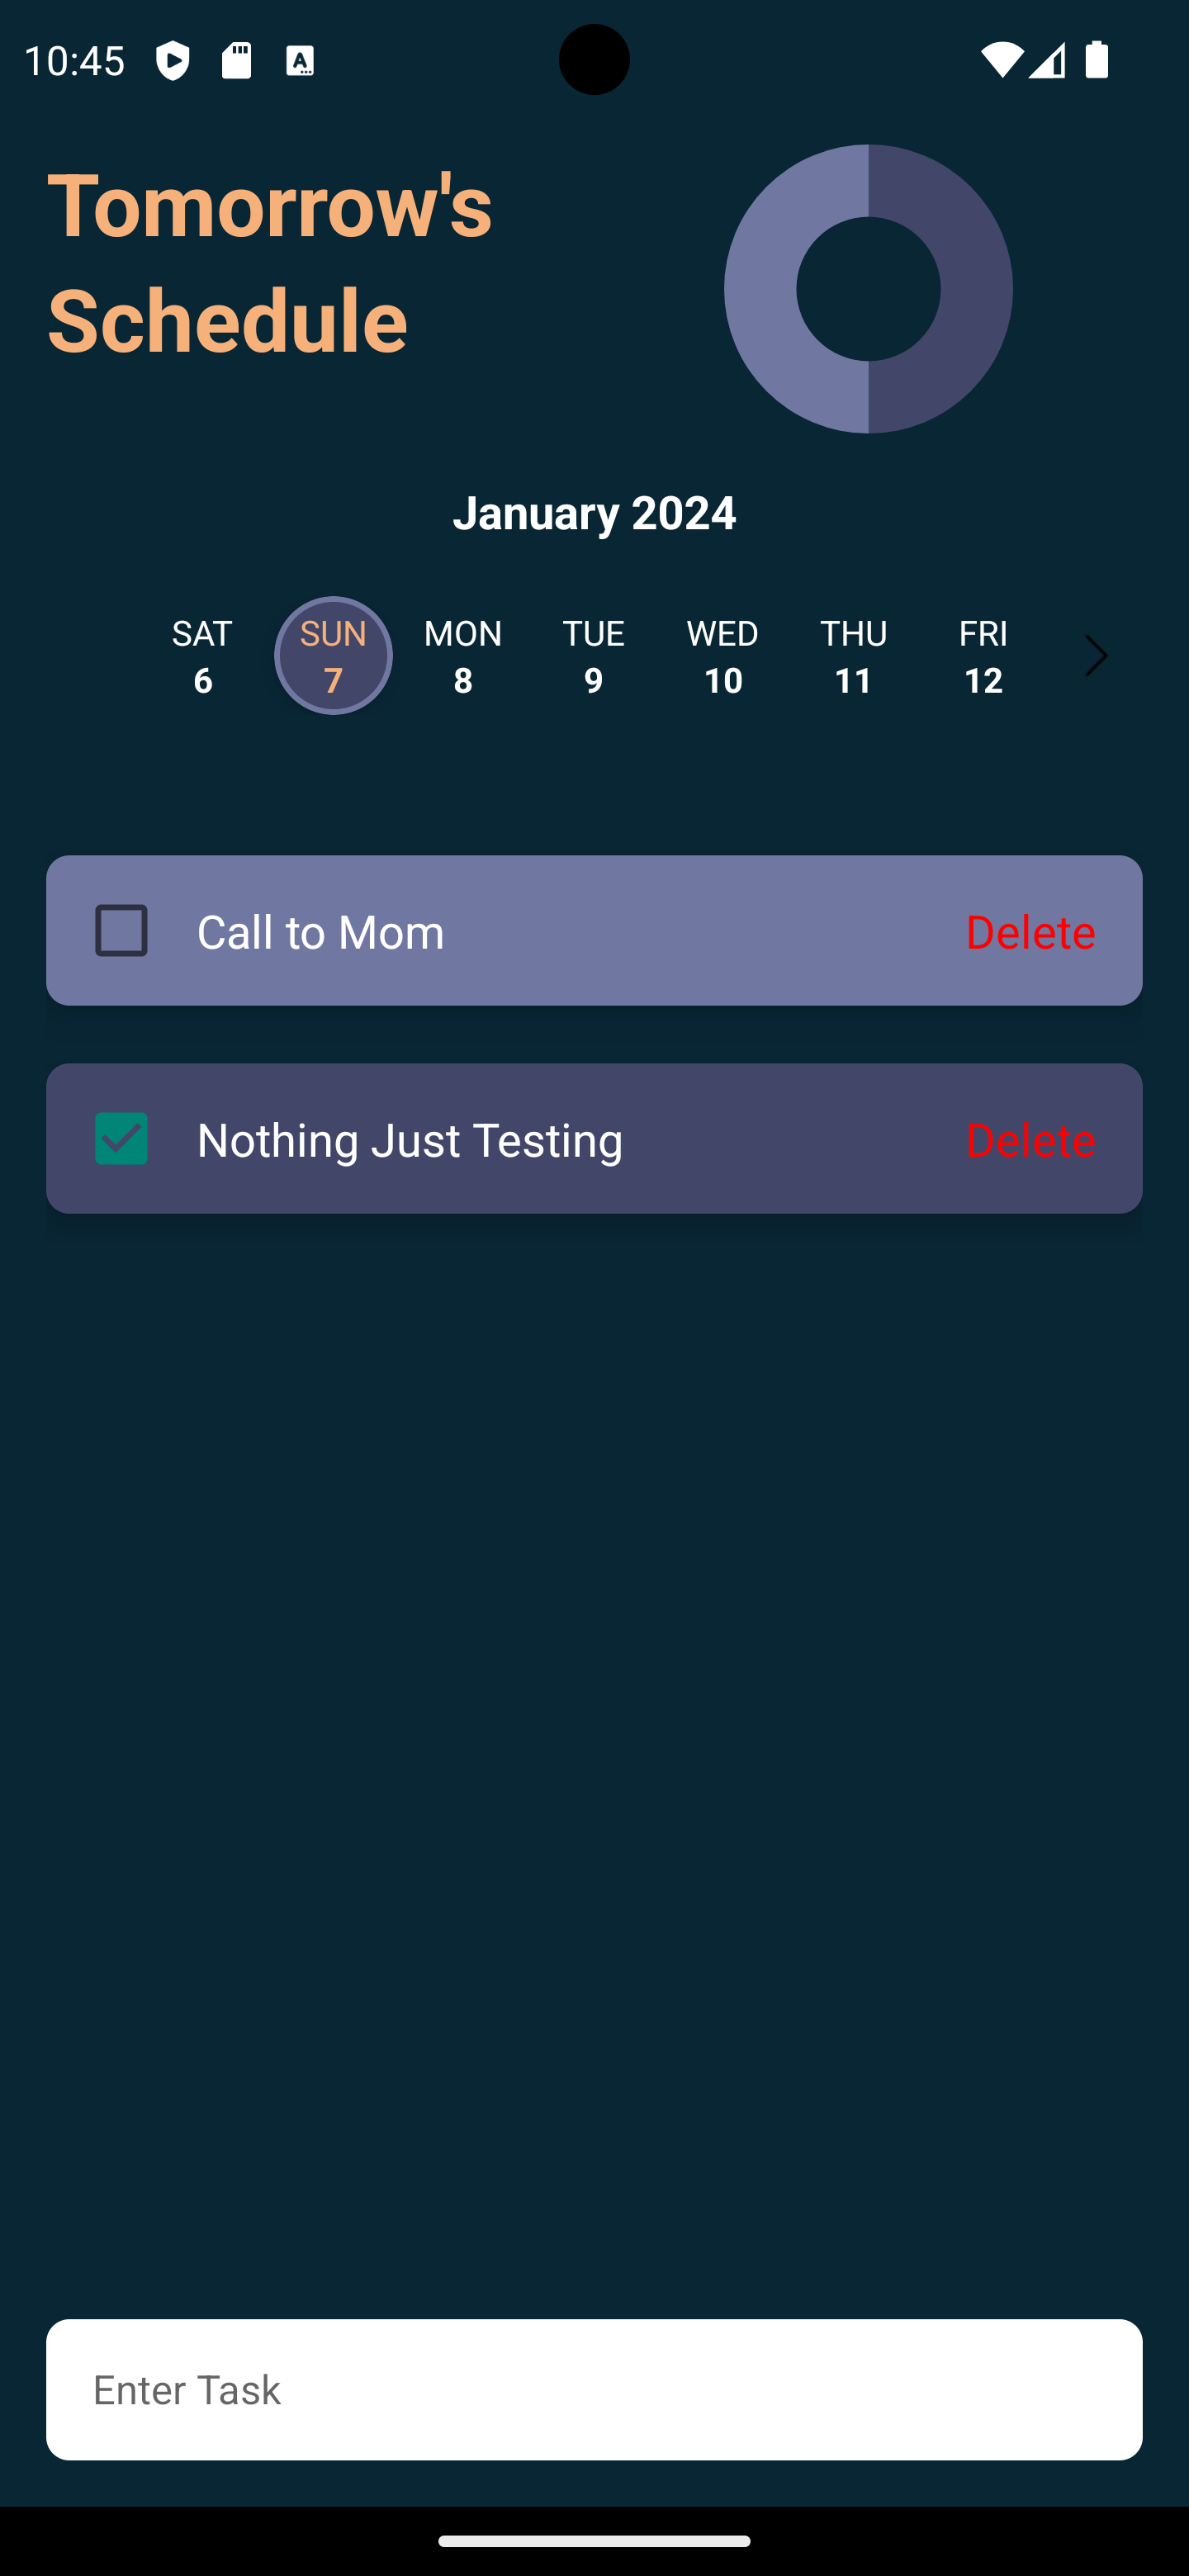 10:45
Tomorrow's
Schedule
January 2024
SAT SUN MON TUE WED THU FRI
6 7 8 9 10 11 12
Call to Mom Delete
Nothing Just Testing Delete
Enter Task